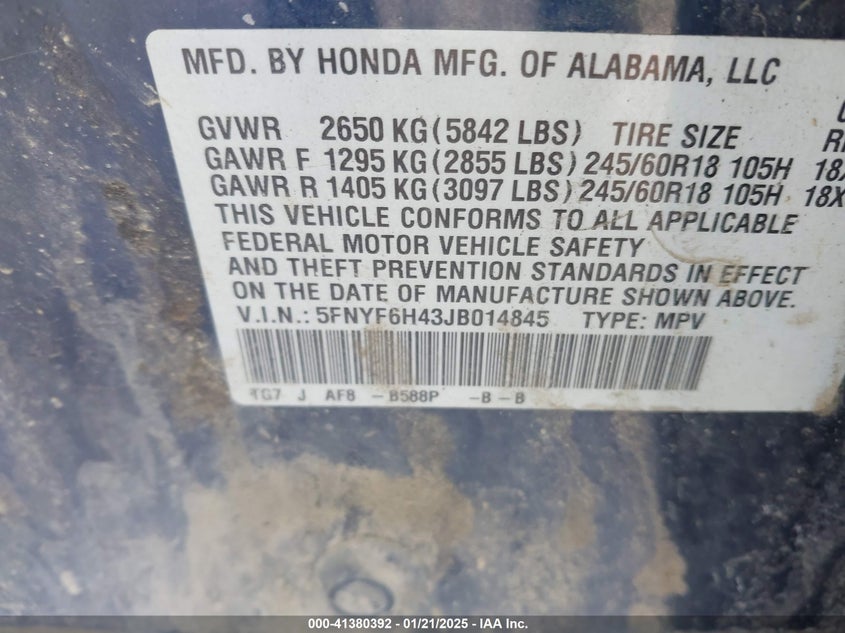 MFD. BY HONDA MFG. OF ALABAMA, LLC
GVWR 2650 KG (5842 LBS) TIRE SIZE
GAWR F 1295 KG (2855 LBS) 245/60R18 105H
GAWR R 1405 KG (3097 LBS) 245/60R18 105H
THIS VEHICLE CONFORMS TO ALL APPLICABLE
FEDERAL MOTOR VEHICLE SAFETY
AND THEFT PREVENTION STANDARDS IN EFFECT
ON THE DATE OF MANUFACTURE SHOWN ABOVE.
V.I.N.: 5FNYF6H43JB014845 TYPE: MPV
TG7 J AF8 - B588P - B - B
000-41380392 - 01/21/2025 - IAA Inc.